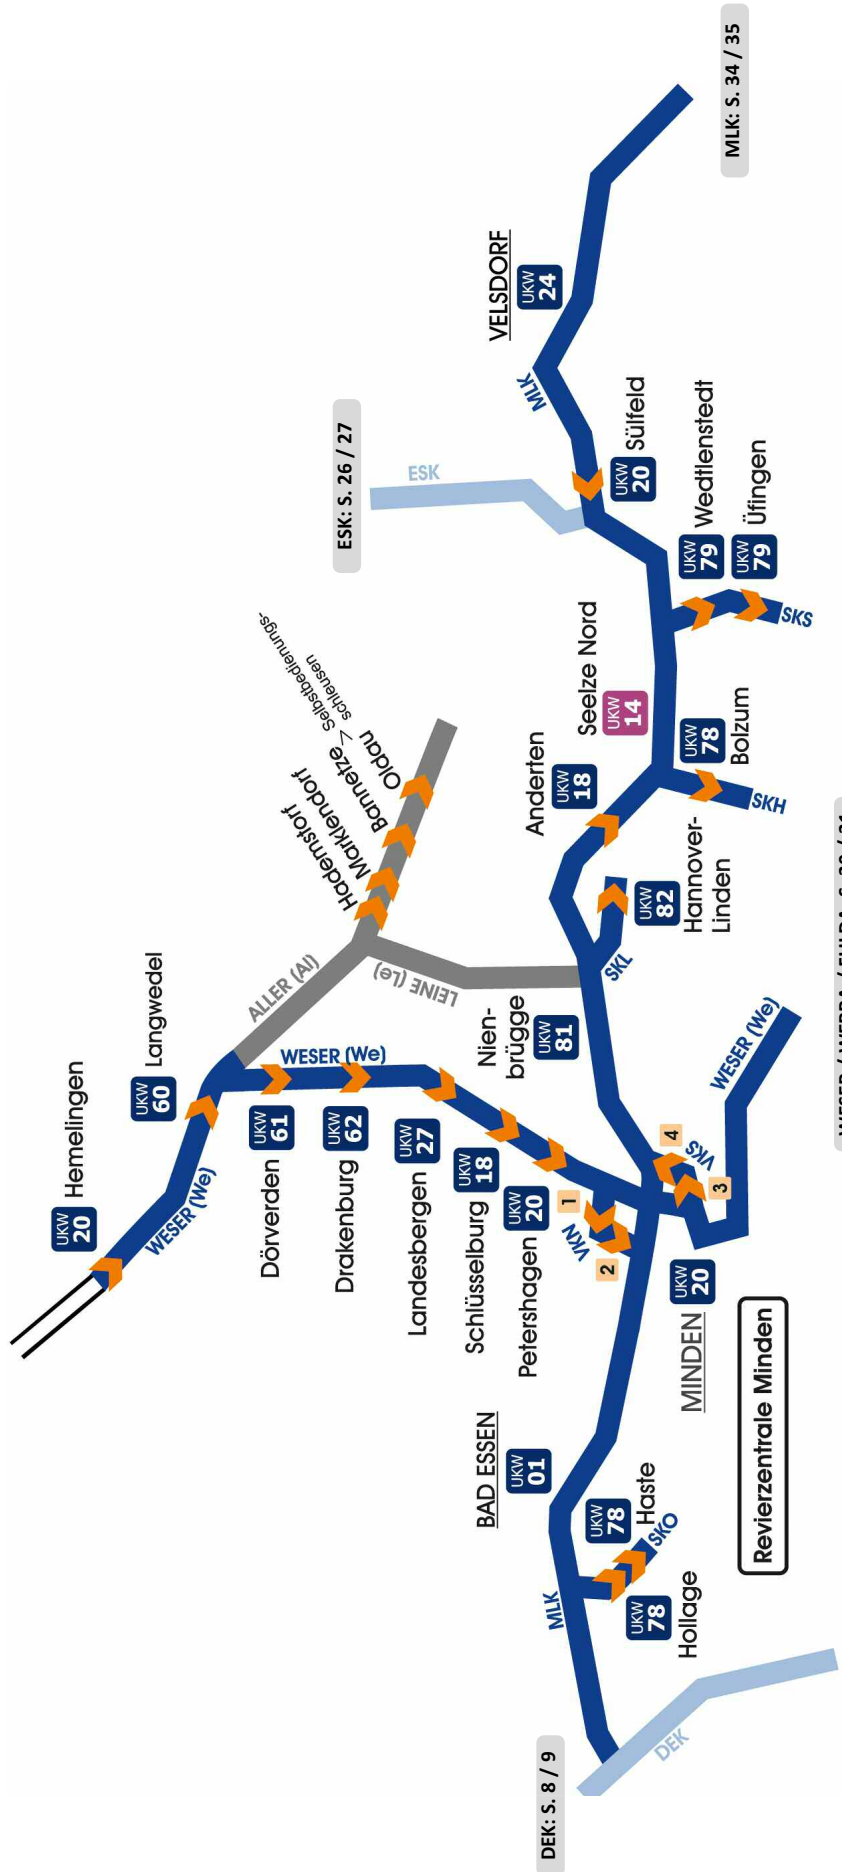 UKW
20
Hemelingen
WESER (We)
UKW
60
Langwedel
UKW
61
Dörverden
UKW
62
Drakenburg
UKW
27
Landesbergen
UKW
18
Schlüsselburg
UKW
20
Petershagen
WESER (We)
ALLER (Al)
LEINE (Le)
Hademstorf
Marklendorf
Bannetze
Oldau
> Selbstbedienungs-
schleusen
ESK: S. 26 / 27
ESK
DEK: S. 8 / 9
DEK
MLK
BAD ESSEN
UKW
01
UKW
78
Haste
SKO
UKW
78
Hollage
VKN
1
2
3
4
VKS
UKW
20
MINDEN
WESER (We)
Nien-
brügge
UKW
81
SKL
UKW
82
Hannover-
Linden
Anderten
UKW
18
Seelze Nord
UKW
14
UKW
78
Bolzum
SKH
UKW
79
Wedtlenstedt
UKW
79
Üfingen
SKS
UKW
20
Sülfeld
MLK
VELSDORF
UKW
24
MLK: S. 34 / 35
Revierzentrale Minden
WESER / WERRA / FULDA: S.